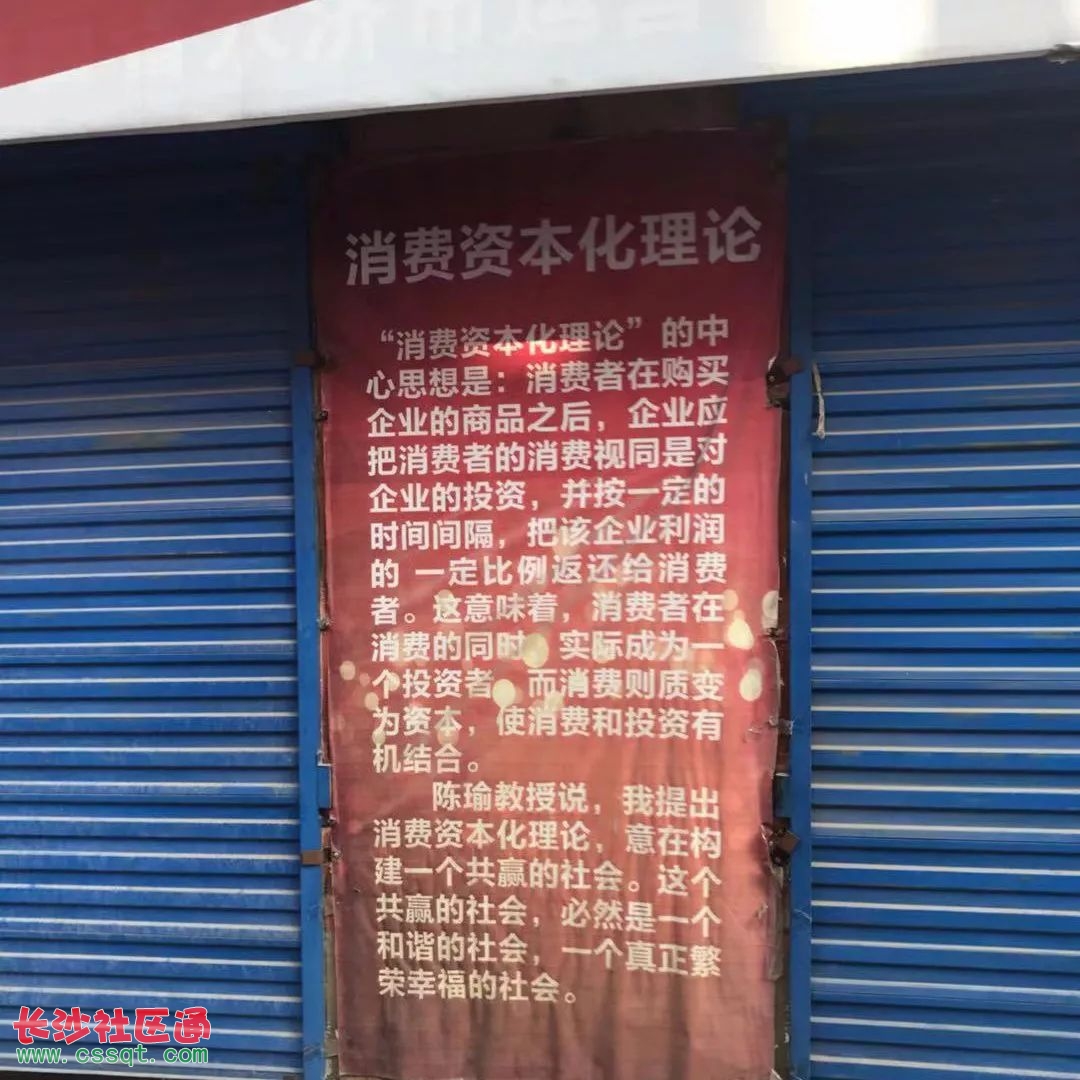 消费资本化理论
“消费资本化理论”的中
心思想是：消费者在购买
企业的商品之后，企业应
把消费者的消费视同是对
企业的投资，并按一定的
时间间隔，把该企业利润
的 一定比例返还给消费
者。这意味着，消费者在
消费的同时，实际成为一
个投资者，而消费则质变
为资本，使消费和投资有
机结合。
陈瑜教授说，我提出
消费资本化理论，意在构
建一个共赢的社会。这个
共赢的社会，必然是一个
和谐的社会，一个真正繁
荣幸福的社会。
长沙社区通
www.cssqt.com